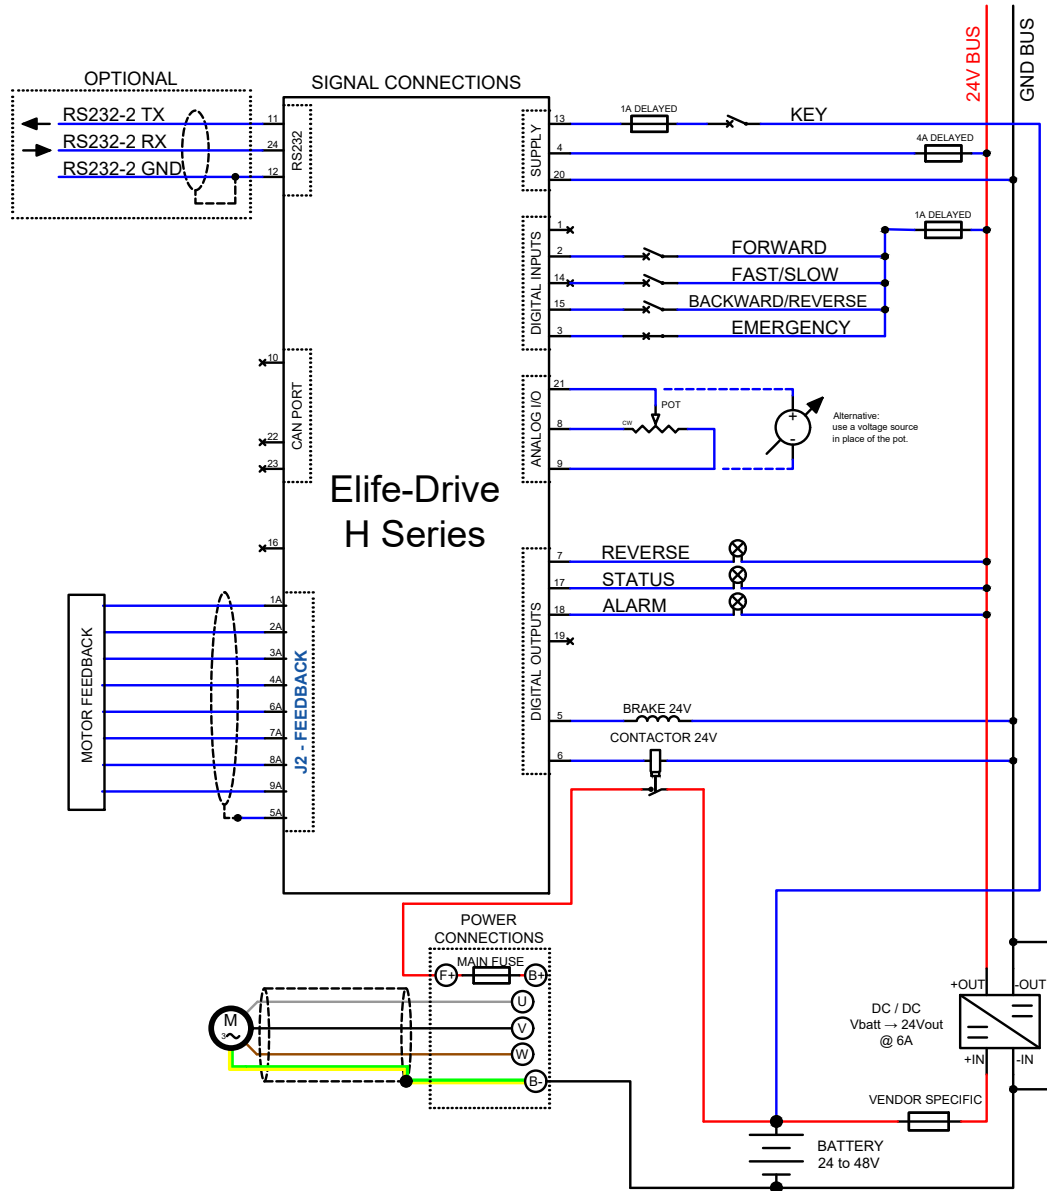 24V BUS
GND BUS
OPTIONAL
SIGNAL CONNECTIONS
RS232-2 TX
RS232-2 RX
RS232-2 GND
11
24
12
RS232
13
4
20
SUPPLY
1A DELAYED
KEY
4A DELAYED
1A DELAYED
1
2
14
15
3
DIGITAL INPUTS
FORWARD
FAST/SLOW
BACKWARD/REVERSE
EMERGENCY
10
22
23
CAN PORT
16
21
8
9
ANALOG I/O
POT
CW
+
-
Alternative:
use a voltage source
in place of the pot.
Elife-Drive
H Series
7
17
18
19
5
6
DIGITAL OUTPUTS
REVERSE
STATUS
ALARM
BRAKE 24V
CONTACTOR 24V
MOTOR FEEDBACK
1A
2A
3A
4A
6A
7A
8A
9A
5A
J2 - FEEDBACK
POWER
CONNECTIONS
MAIN FUSE
F+
B+
U
V
W
B-
M
3
+OUT
-OUT
DC / DC
Vbatt → 24Vout
@ 6A
+IN
-IN
VENDOR SPECIFIC
BATTERY
24 to 48V